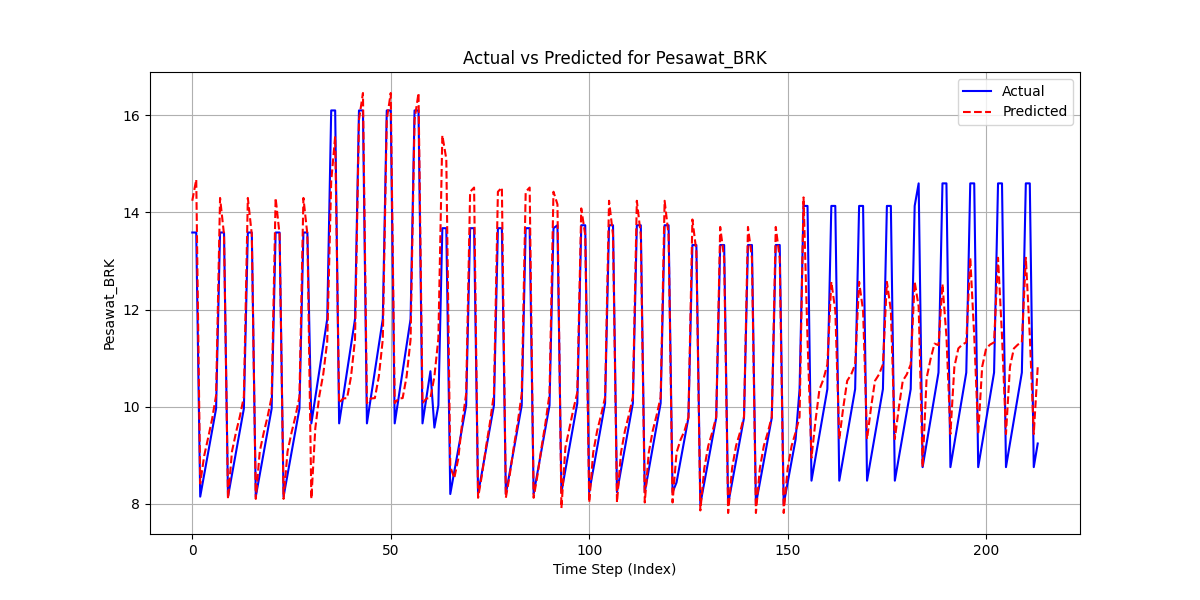 Actual vs Predicted for Pesawat_BRK
Actual
Predicted
16
14
12
10
8
Pesawat_BRK
0 50 100 150 200
Time Step (Index)